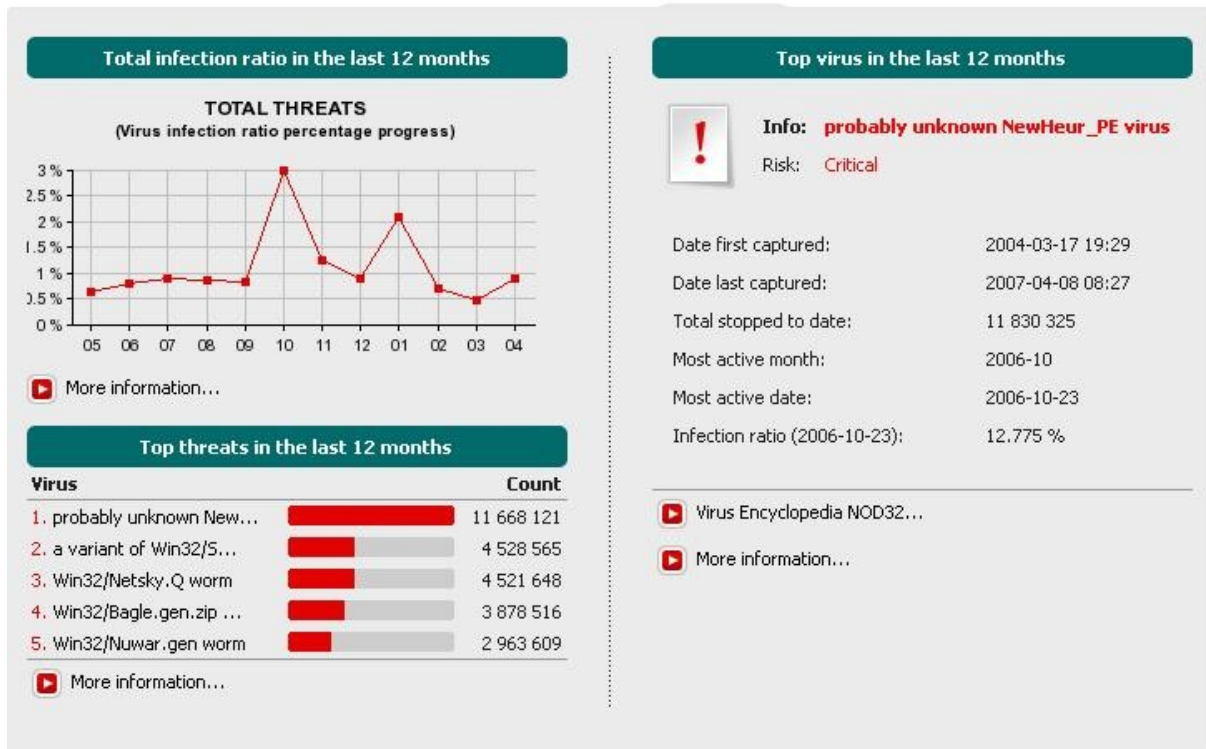 Total infection ratio in the last 12 months
TOTAL THREATS
(Virus infection ratio percentage progress)
3 %
2.5 %
2 %
1.5 %
1 %
0.5 %
0 %
05 06 07 08 09 10 11 12 01 02 03 04
More information...
Top threats in the last 12 months
Virus Count
1. probably unknown New... 11 668 121
2. a variant of Win32/S... 4 528 565
3. Win32/Netsky.Q worm 4 521 648
4. Win32/Bagle.gen.zip ... 3 878 516
5. Win32/Nuwar.gen worm 2 963 609
More information...
Top virus in the last 12 months
!
Info: probably unknown NewHeur_PE virus
Risk: Critical
Date first captured: 2004-03-17 19:29
Date last captured: 2007-04-08 08:27
Total stopped to date: 11 830 325
Most active month: 2006-10
Most active date: 2006-10-23
Infection ratio (2006-10-23): 12.775 %
Virus Encyclopedia NOD32...
More information...